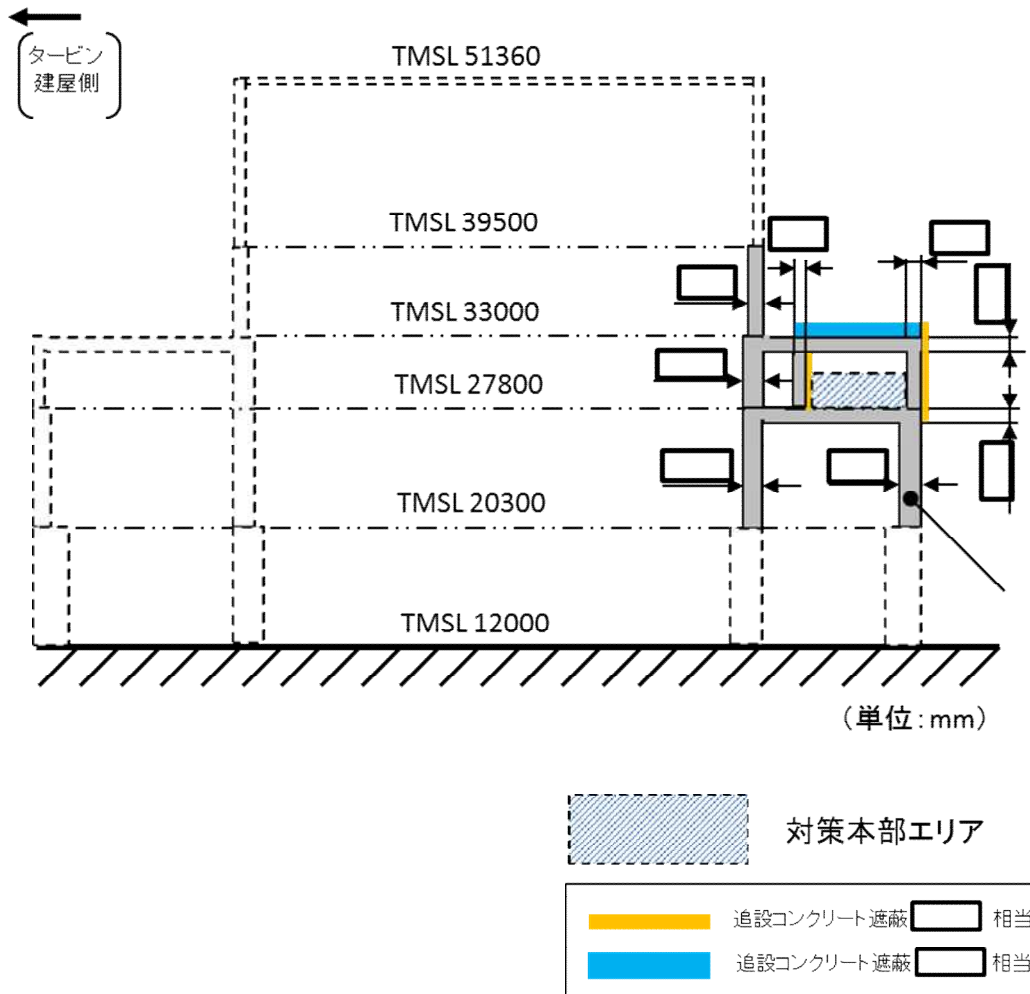 タービン
建屋側
TMSL 51360
TMSL 39500
TMSL 33000
TMSL 27800
TMSL 20300
TMSL 12000
（単位：mm）
対策本部エリア
追設コンクリート遮蔽 相当
追設コンクリート遮蔽 相当